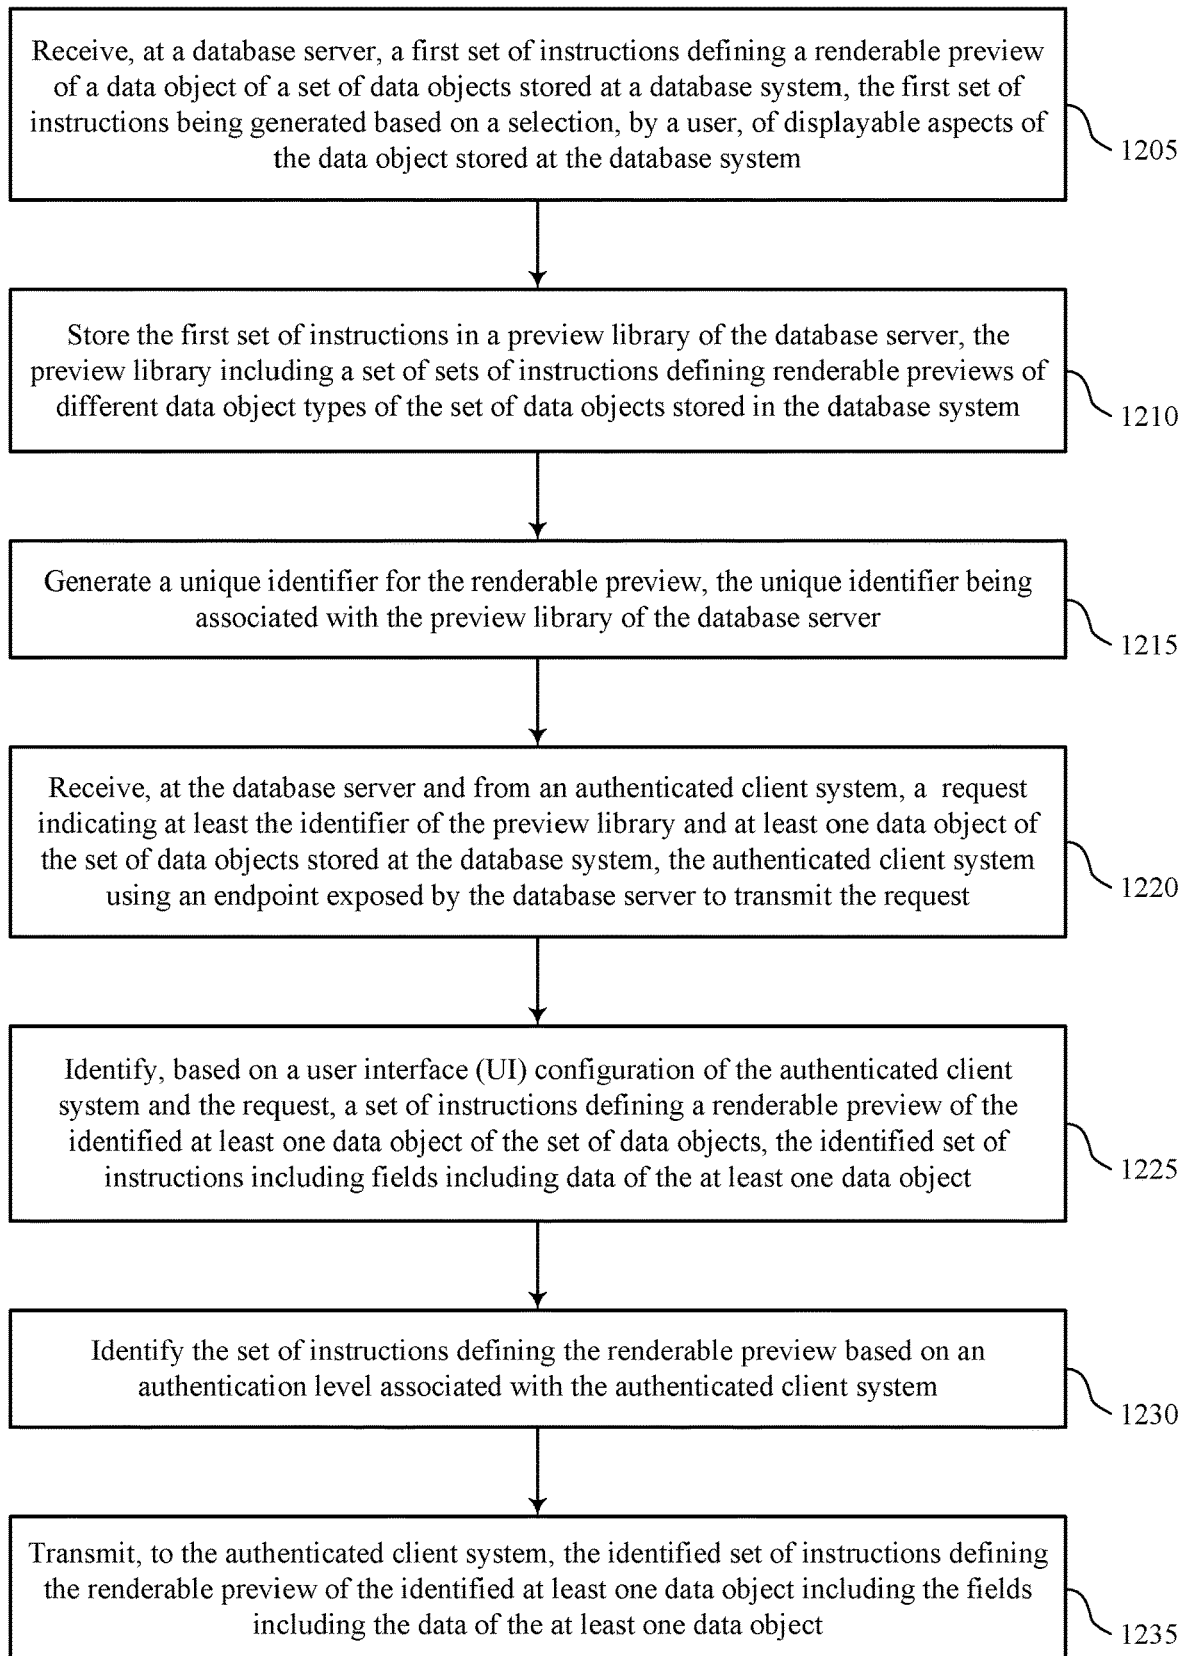 Receive, at a database server, a first set of instructions defining a renderable preview
of a data object of a set of data objects stored at a database system, the first set of
instructions being generated based on a selection, by a user, of displayable aspects of
the data object stored at the database system
1205
Store the first set of instructions in a preview library of the database server, the
preview library including a set of sets of instructions defining renderable previews of
different data object types of the set of data objects stored in the database system
1210
Generate a unique identifier for the renderable preview, the unique identifier being
associated with the preview library of the database server
1215
Receive, at the database server and from an authenticated client system, a request
indicating at least the identifier of the preview library and at least one data object of
the set of data objects stored at the database system, the authenticated client system
using an endpoint exposed by the database server to transmit the request
1220
Identify, based on a user interface (UI) configuration of the authenticated client
system and the request, a set of instructions defining a renderable preview of the
identified at least one data object of the set of data objects, the identified set of
instructions including fields including data of the at least one data object
1225
Identify the set of instructions defining the renderable preview based on an
authentication level associated with the authenticated client system
1230
Transmit, to the authenticated client system, the identified set of instructions defining
the renderable preview of the identified at least one data object including the fields
including the data of the at least one data object
1235